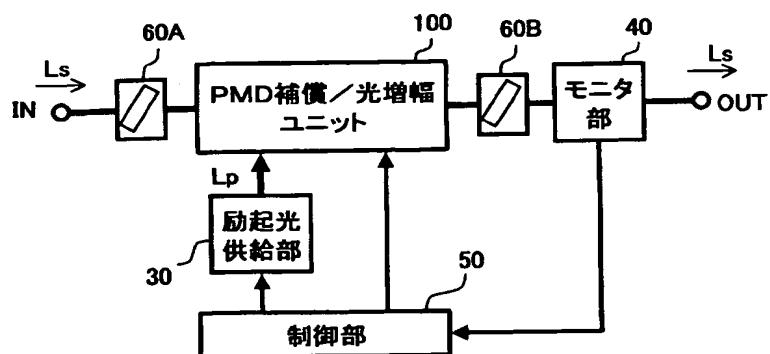 100
60A
60B
40
Ls
Ls
IN
PMD補償／光増幅
ユニット
モニタ
部
OUT
Lp
励起光
供給部
30
50
制御部